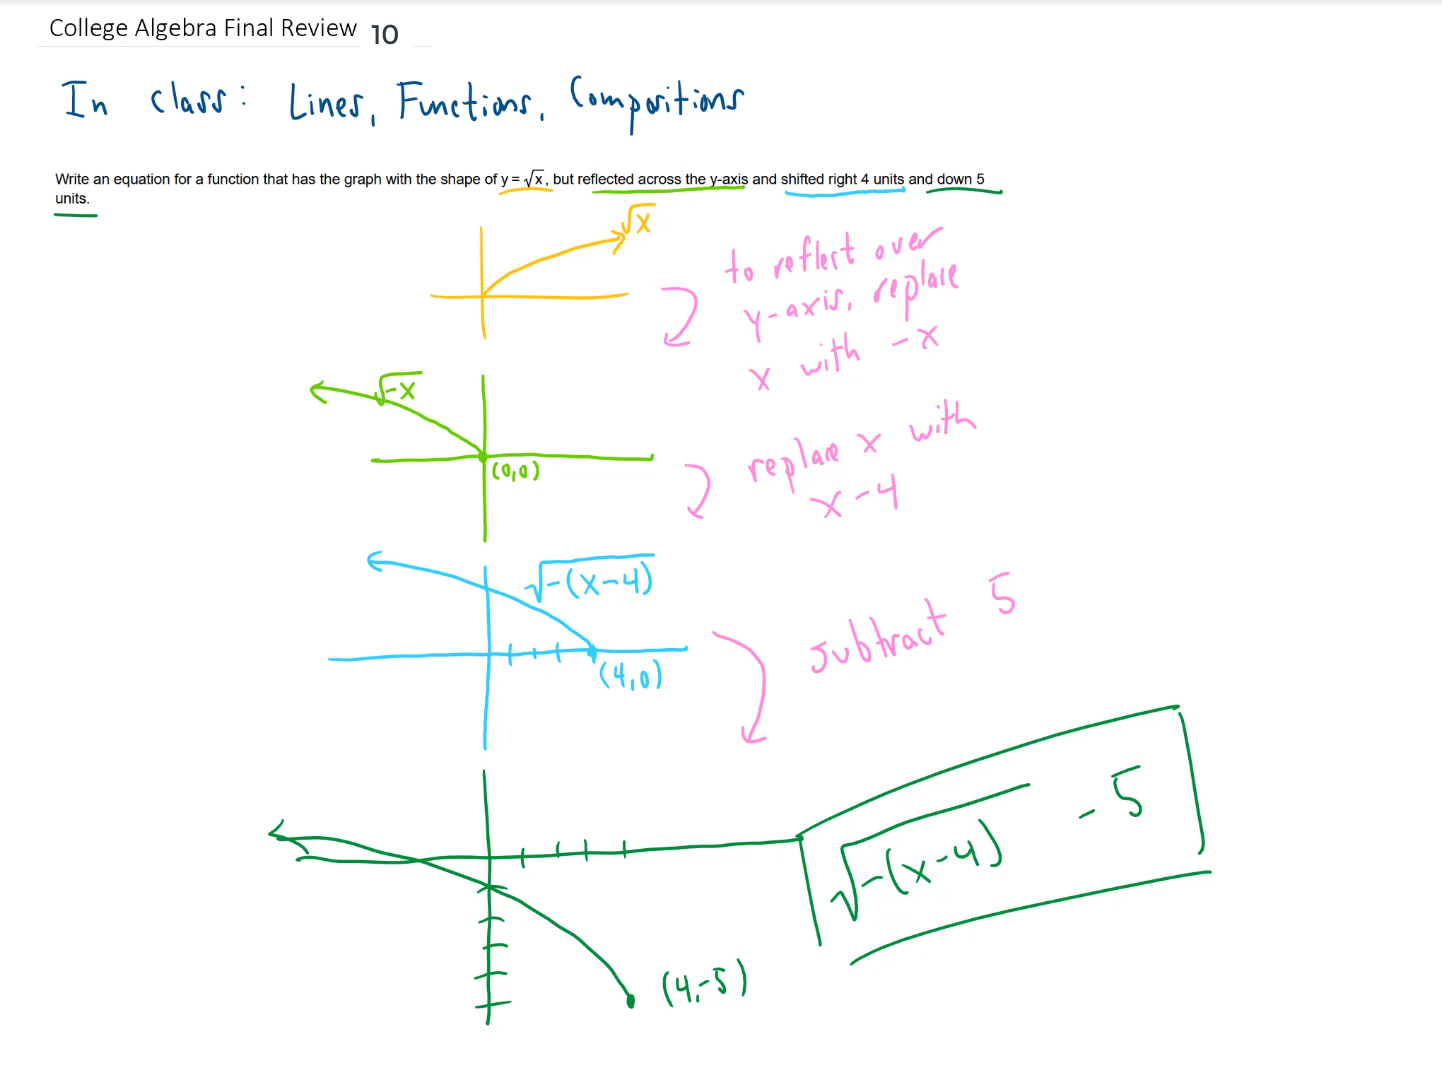 College Algebra Final Review 10
In class: Lines, Functions, Compositions
Write an equation for a function that has the graph with the shape of y = √x, but reflected across the y-axis and shifted right 4 units and down 5
units.
√x
to reflect over
y-axis, replace
x with -x
√-x
(0,0)
replace x with
x-4
√-(x-4)
(4,0)
subtract 5
√-(x-4) - 5
(4,-5)